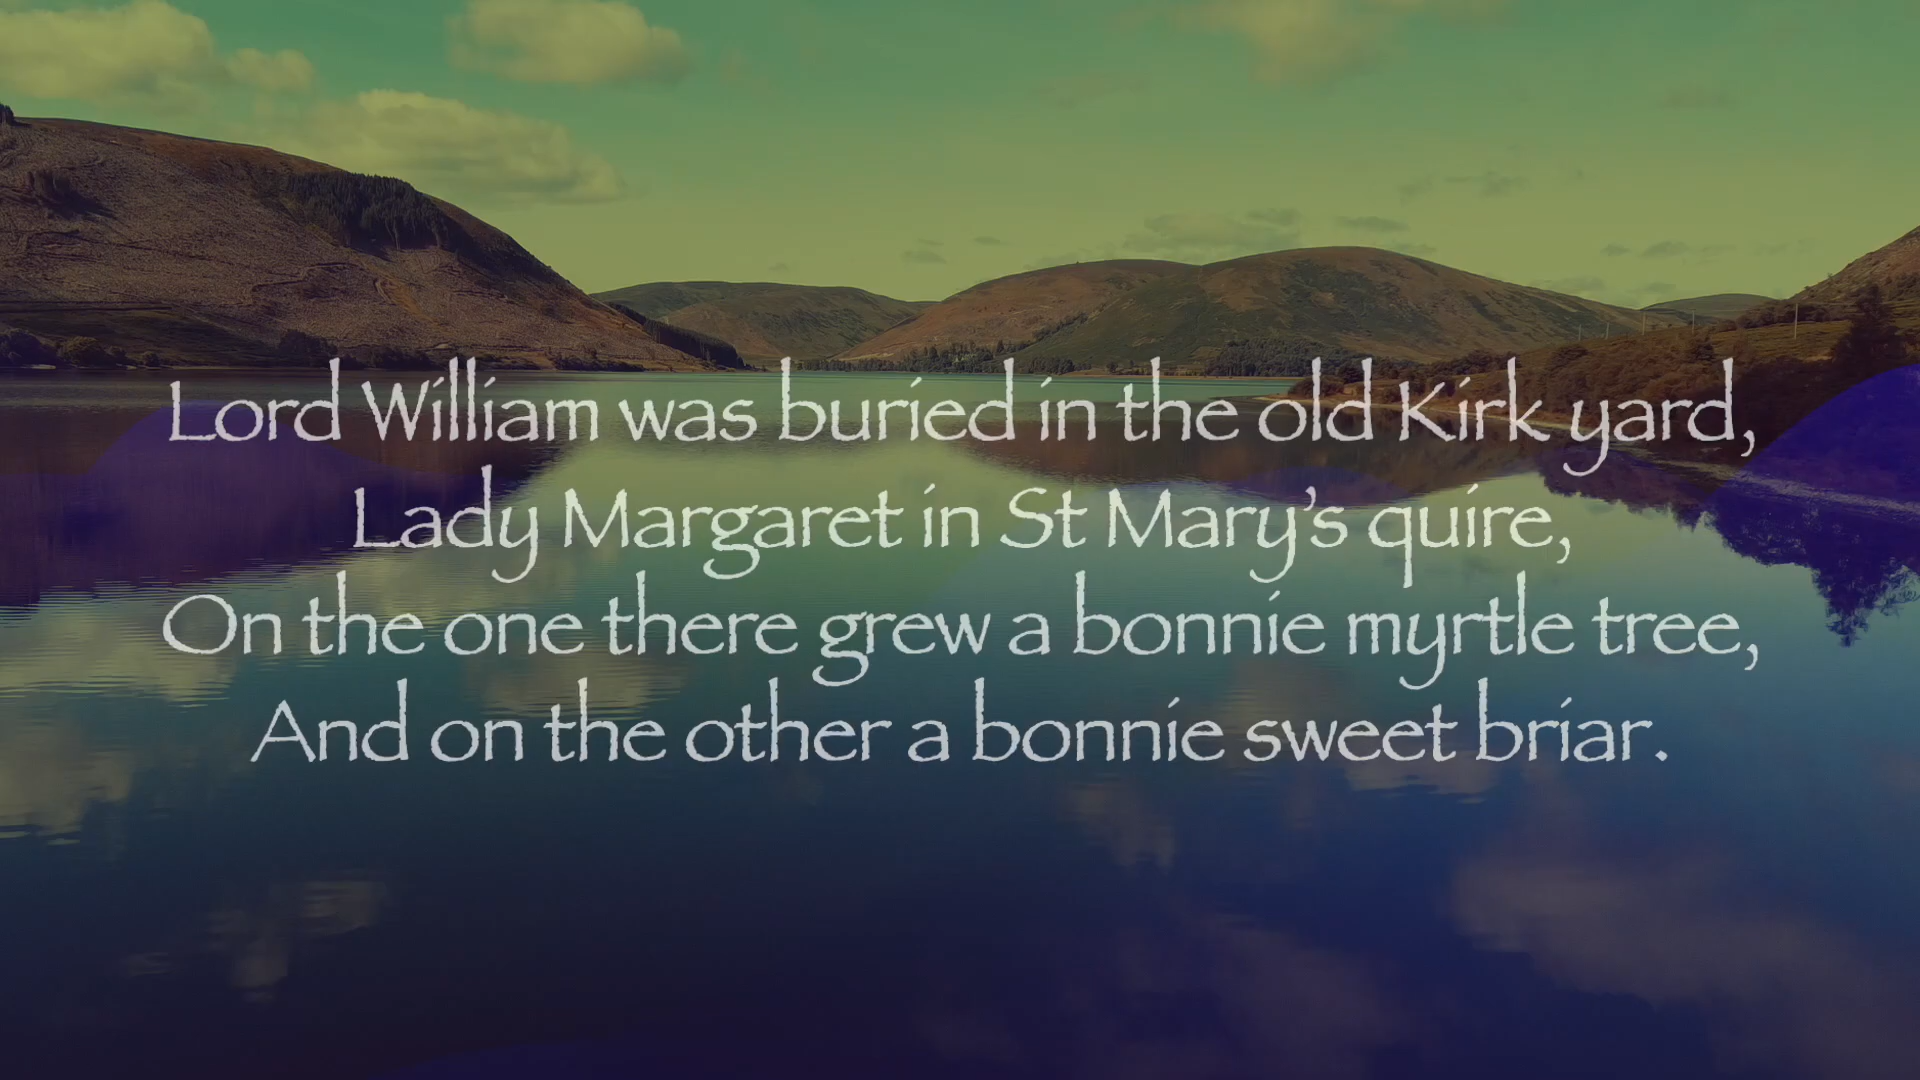 Lord William was buried in the old Kirk yard,
Lady Margaret in St Mary's quire,
On the one there grew a bonnie myrtle tree,
And on the other a bonnie sweet briar.